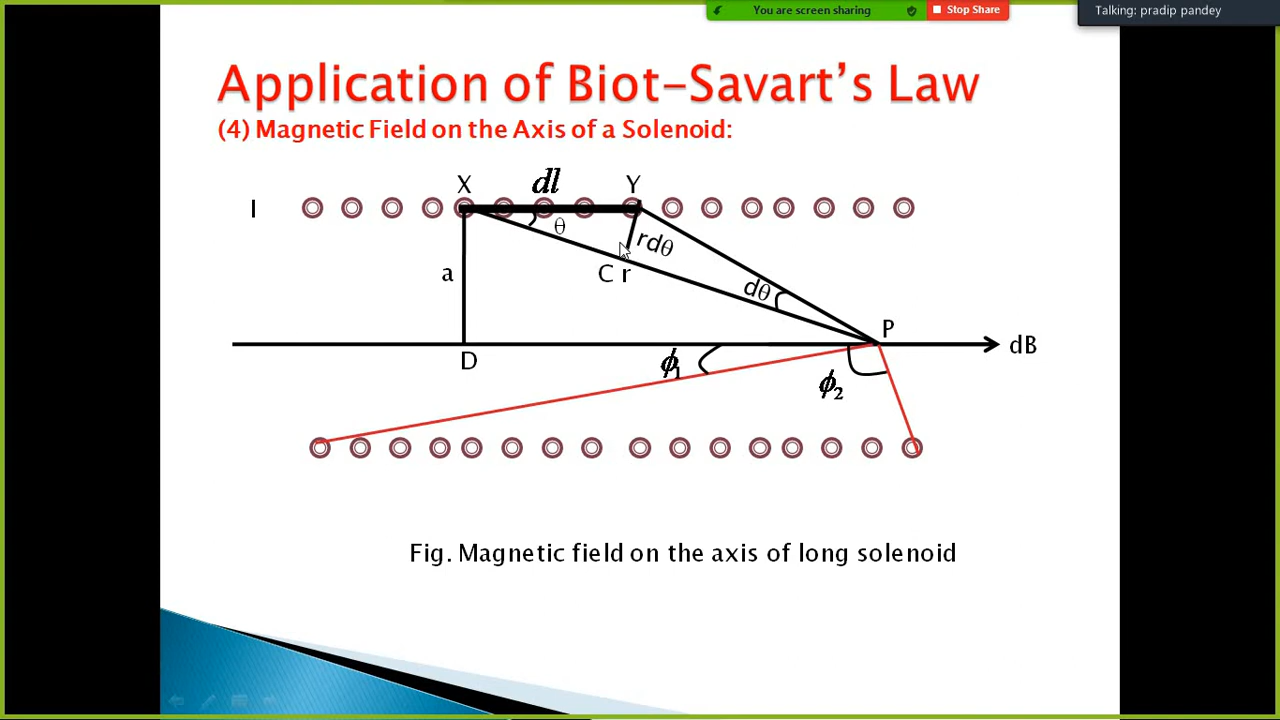 You are screen sharing
Stop Share
Talking: pradip pandey
Application of Biot-Savart's Law
(4) Magnetic Field on the Axis of a Solenoid:
X dl Y
I
θ
rdθ
a
C r
dθ
P
D
dB
ϕ1
ϕ2
Fig. Magnetic field on the axis of long solenoid